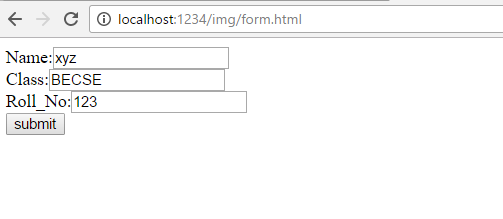 localhost:1234/img/form.html
Name:xyz
Class:BECSE
Roll_No:123
submit